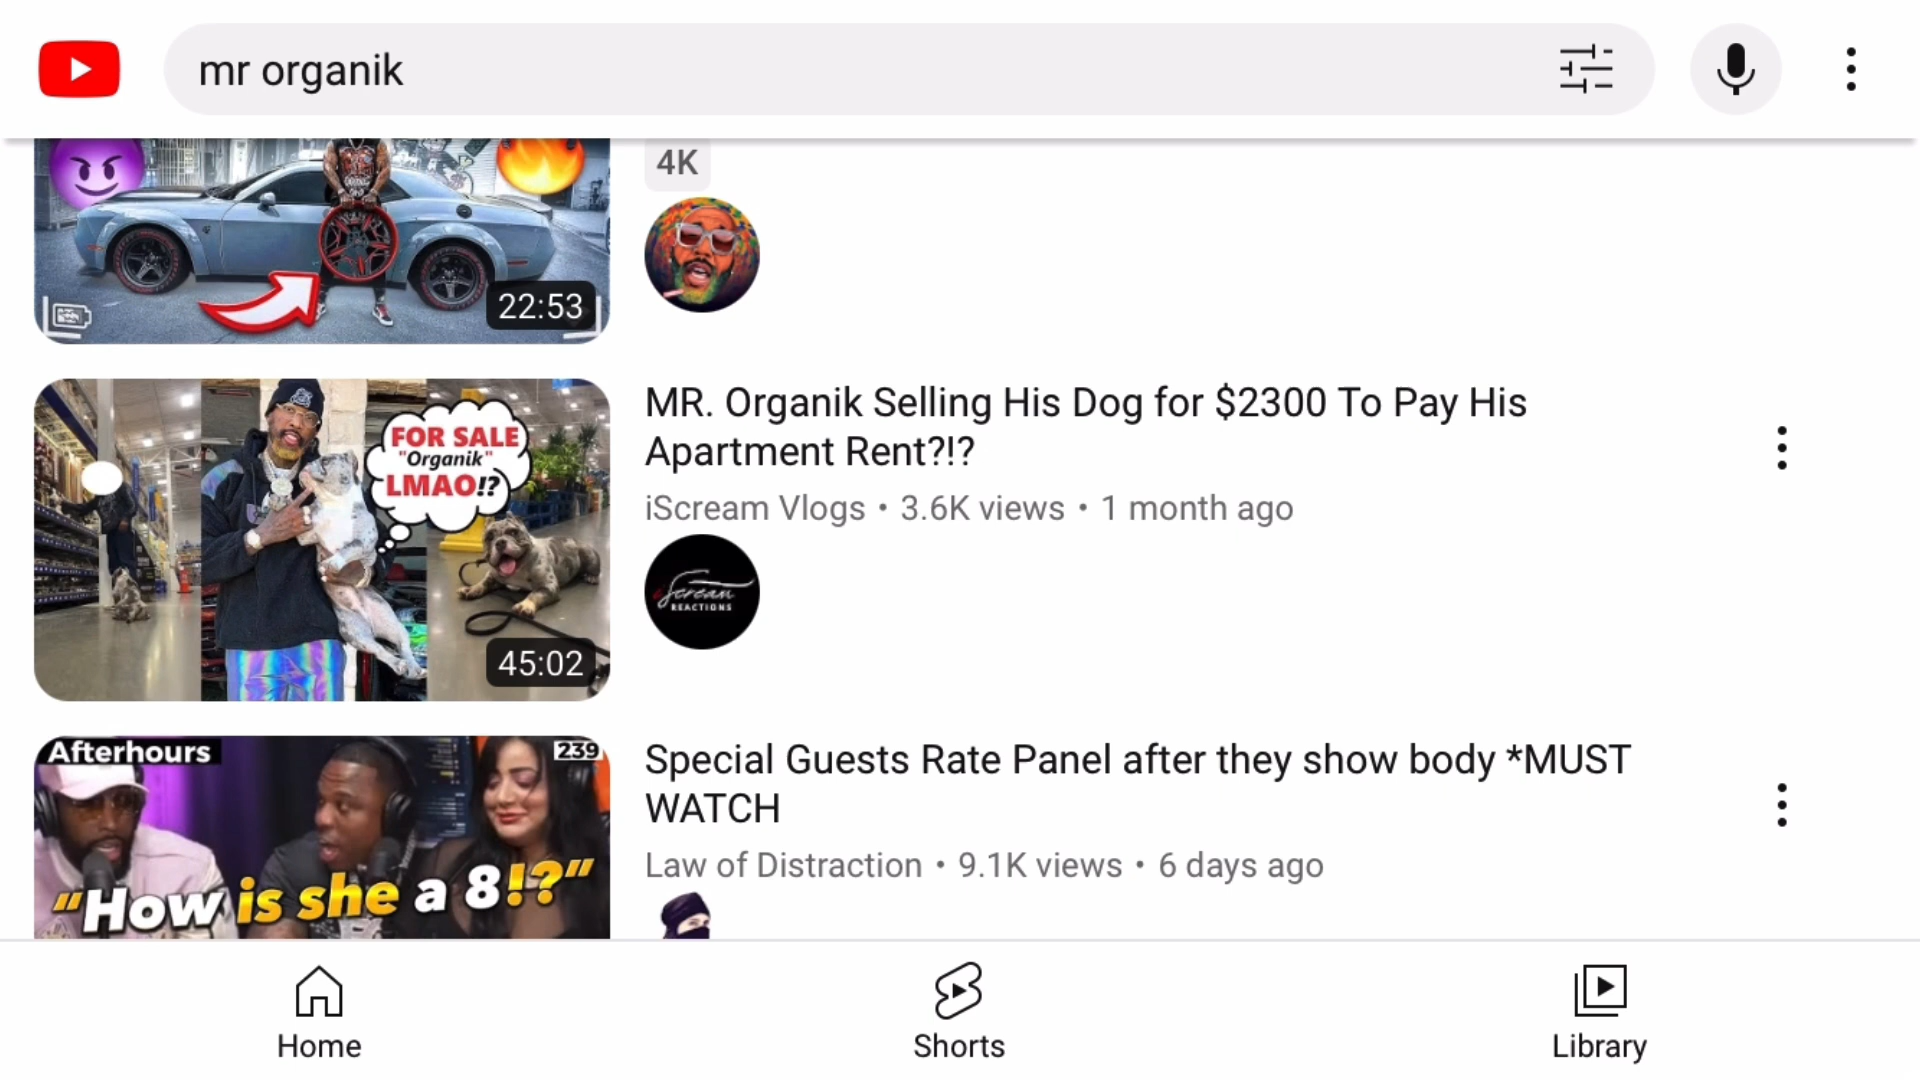 mr organik
4K
22:53
FOR SALE
"Organik"
LMAO!?
45:02
MR. Organik Selling His Dog for $2300 To Pay His
Apartment Rent?!?
iScream Vlogs • 3.6K views • 1 month ago
iScream
REACTIONS
Afterhours
239
"How is she a 8!?"
Special Guests Rate Panel after they show body *MUST
WATCH
Law of Distraction • 9.1K views • 6 days ago
Home
Shorts
Library